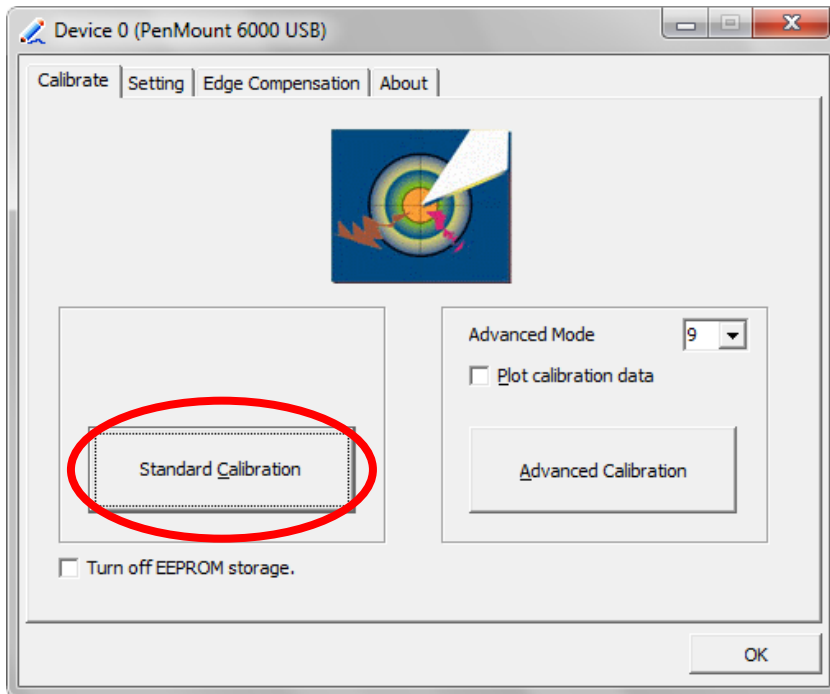 Device 0 (PenMount 6000 USB)
Calibrate Setting Edge Compensation About
Advanced Mode 9
Plot calibration data
Standard Calibration
Advanced Calibration
Turn off EEPROM storage.
OK